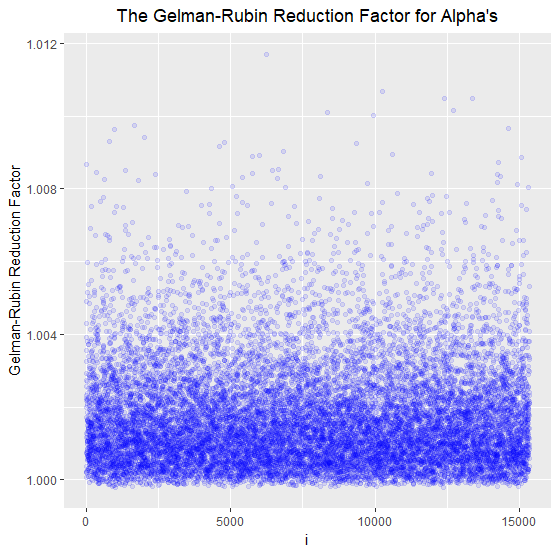 The Gelman-Rubin Reduction Factor for Alpha's
Gelman-Rubin Reduction Factor
1.012
1.008
1.004
1.000
0
5000
10000
15000
i